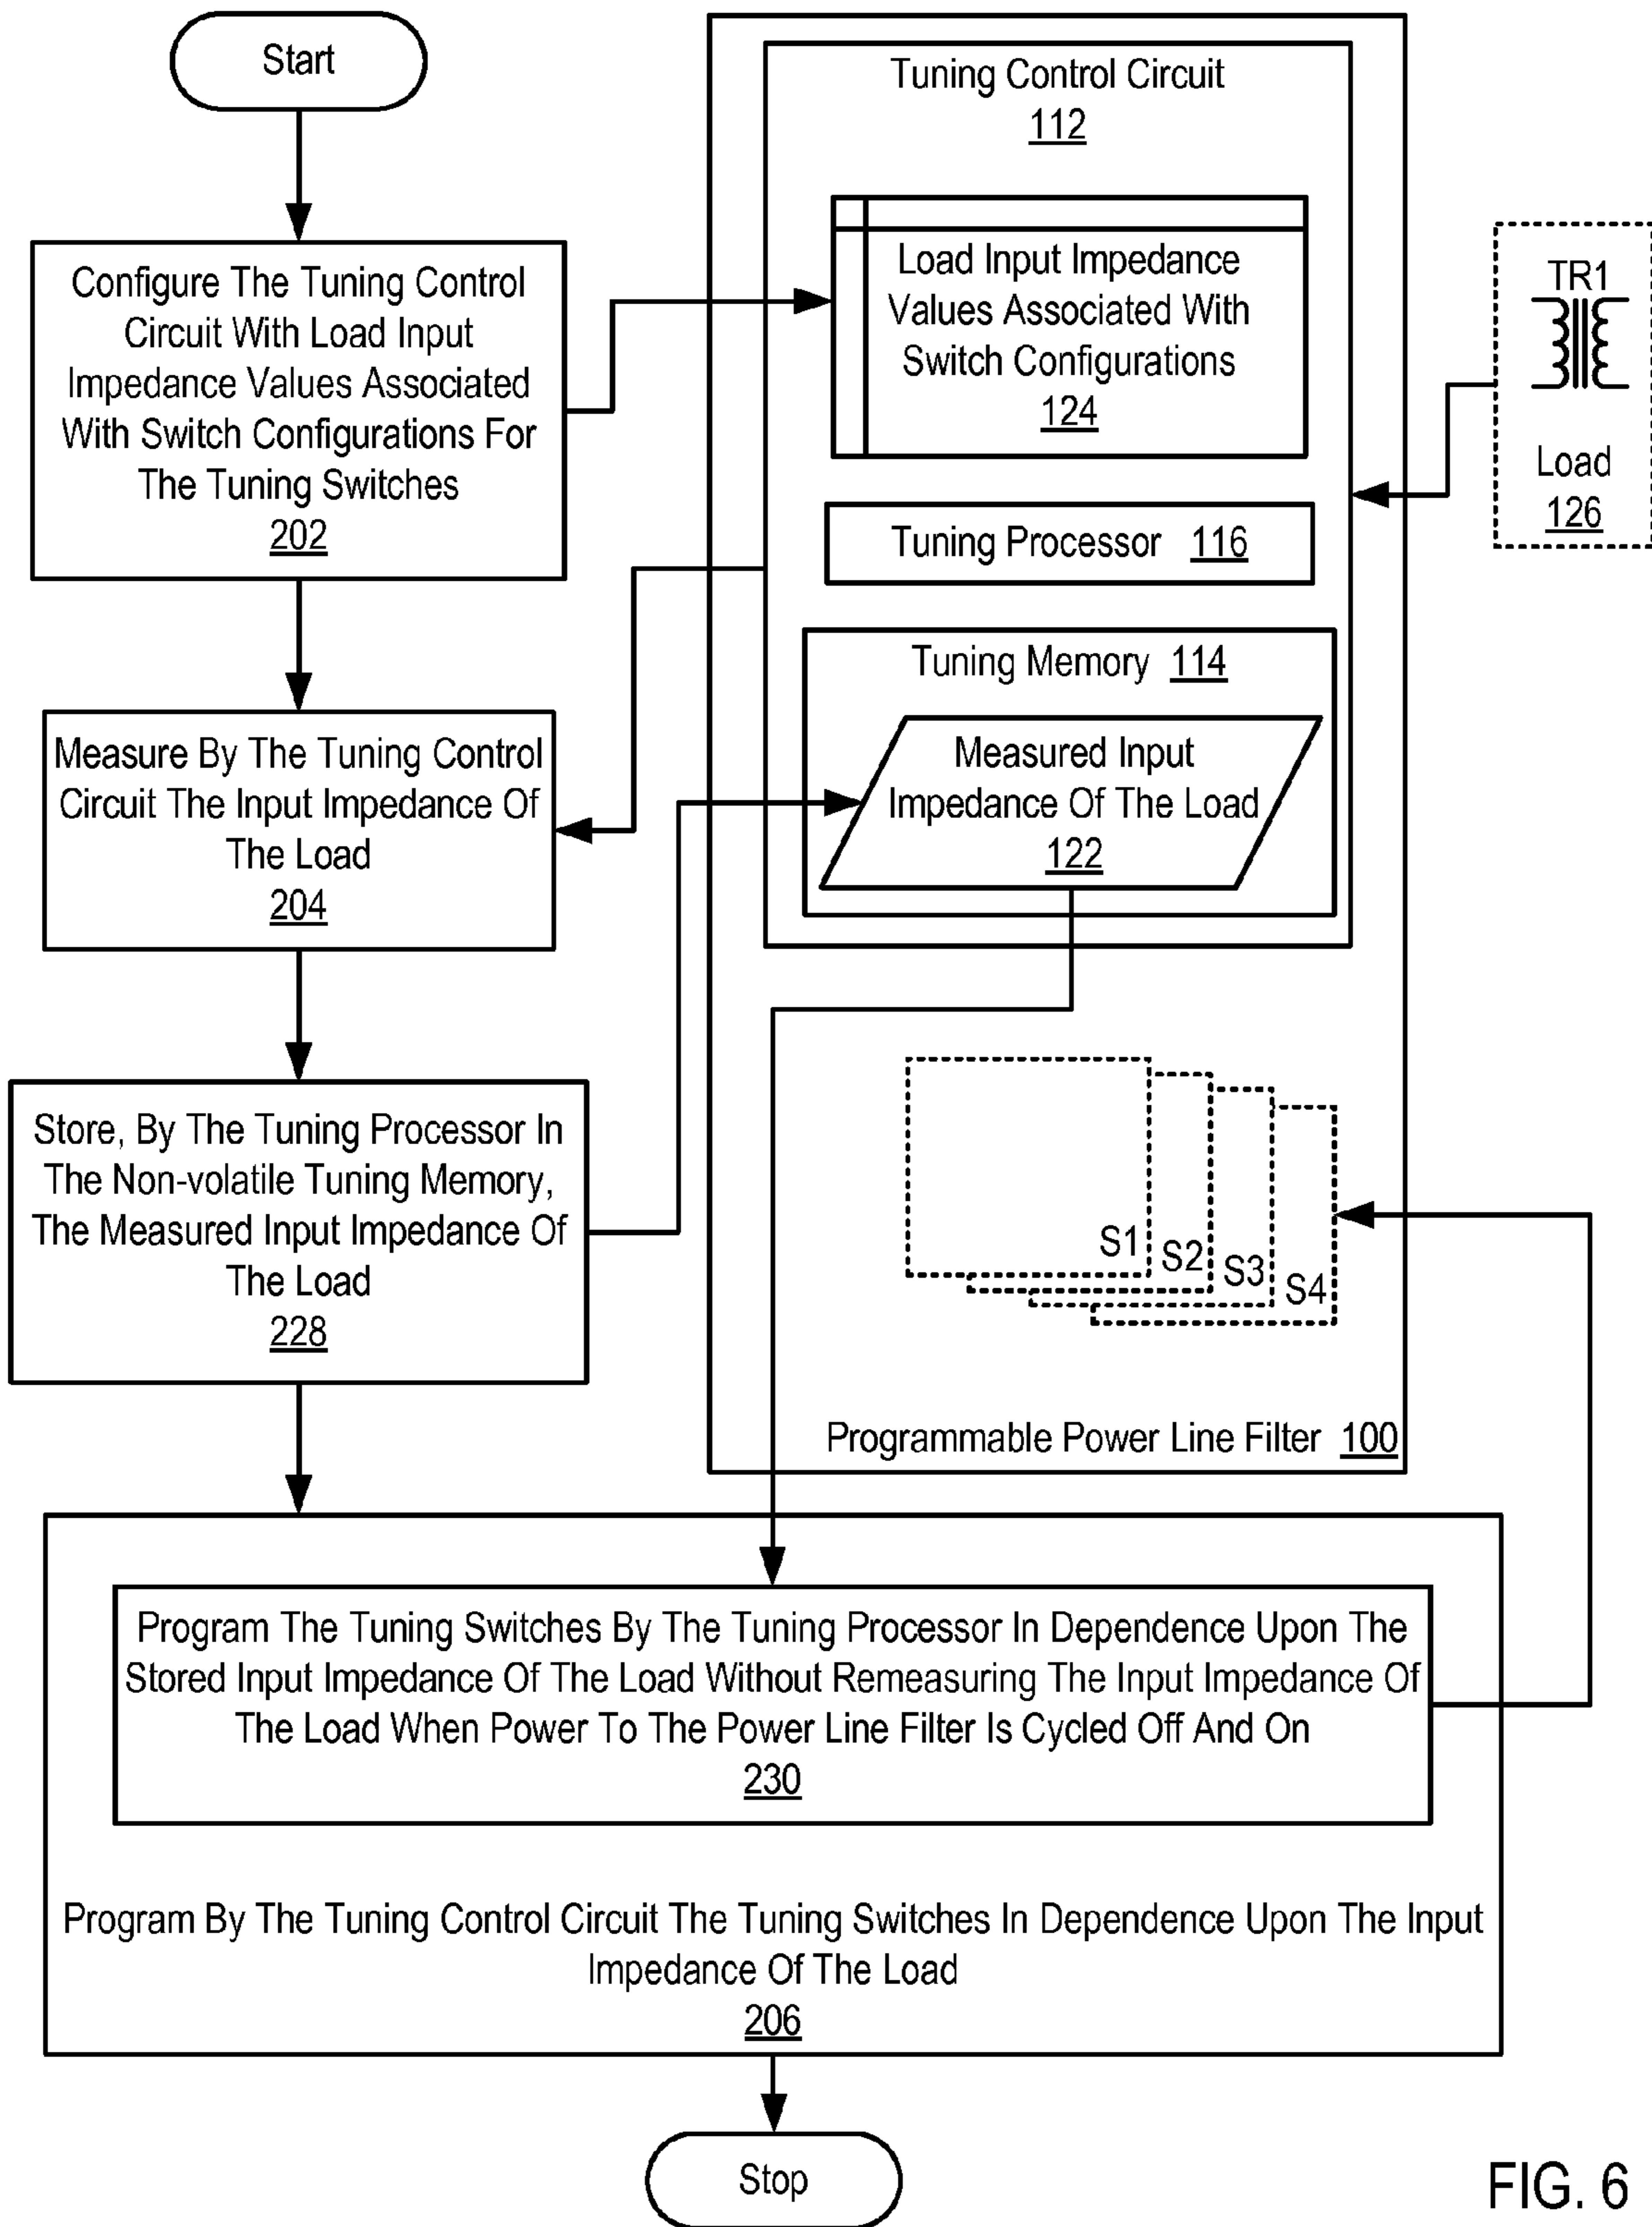 Start
Configure The Tuning Control
Circuit With Load Input
Impedance Values Associated
With Switch Configurations For
The Tuning Switches
202
Measure By The Tuning Control
Circuit The Input Impedance Of
The Load
204
Store, By The Tuning Processor In
The Non-volatile Tuning Memory,
The Measured Input Impedance Of
The Load
228
Tuning Control Circuit
112
Load Input Impedance
Values Associated With
Switch Configurations
124
Tuning Processor 116
Tuning Memory 114
Measured Input
Impedance Of The Load
122
TR1
Load
126
S1
S2
S3
S4
Programmable Power Line Filter 100
Program The Tuning Switches By The Tuning Processor In Dependence Upon The
Stored Input Impedance Of The Load Without Remeasuring The Input Impedance Of
The Load When Power To The Power Line Filter Is Cycled Off And On
230
Program By The Tuning Control Circuit The Tuning Switches In Dependence Upon The Input
Impedance Of The Load
206
Stop
FIG. 6